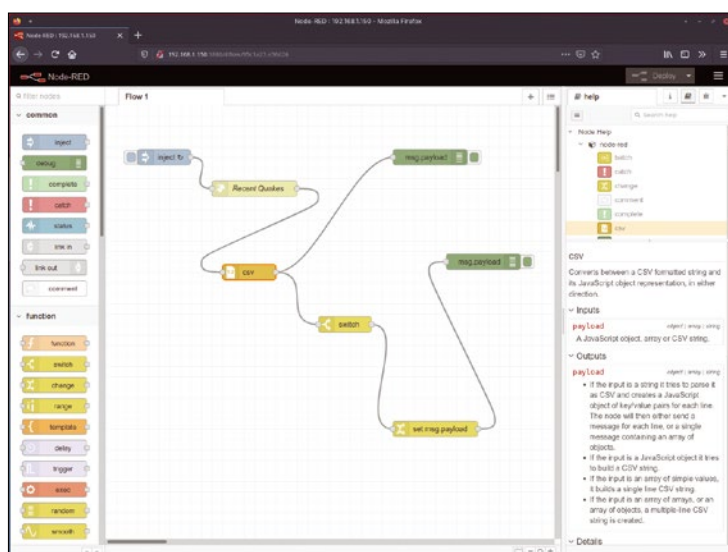 Node-RED : 192.168.1.150 - Mozilla Firefox
Node-RED : 192.168.1.150
Node-RED
Deploy
filter nodes
common
inject
debug
complete
catch
status
link in
link out
comment
function
function
switch
change
range
template
delay
trigger
exec
random
smooth
Flow 1
inject
Recent Quakes
csv
msg.payload
switch
msg.payload
set msg.payload
help
Search help
Node Help
node-red
catch
change
comment
complete
csv
CSV
Converts between a CSV formatted string and
its JavaScript object representation, in either
direction.
Inputs
payload object | array | string
A JavaScript object, array or CSV string.
Outputs
payload object | array | string
If the input is a string it tries to parse it
as CSV and creates a JavaScript
object of key/value pairs for each line.
The node will then either send a
message for each line, or a single
message containing an array of
objects.
If the input is a JavaScript object it tries
to build a CSV string.
If the input is an array of simple values,
it builds a single line CSV string.
If the input is an array of arrays, or an
array of objects, a multiple-line CSV
string is created.
Details